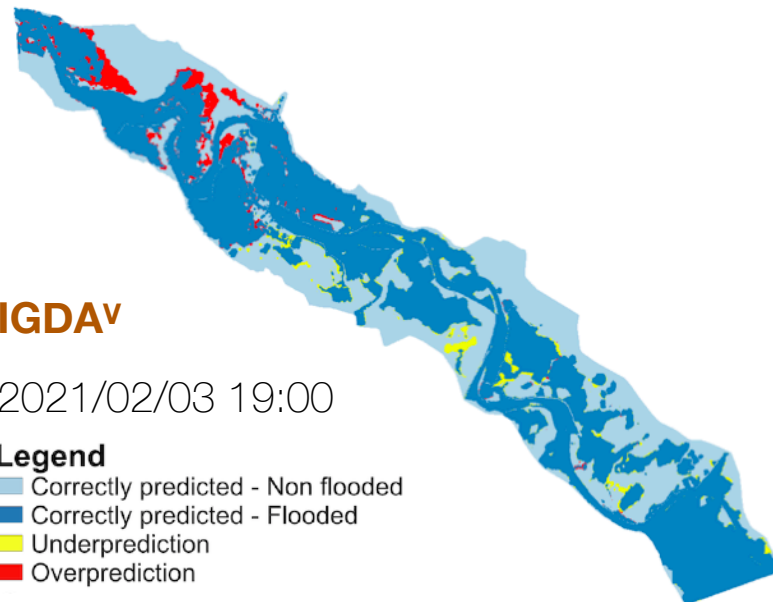 IGDAᵛ
2021/02/03 19:00
Legend
Correctly predicted - Non flooded
Correctly predicted - Flooded
Underprediction
Overprediction